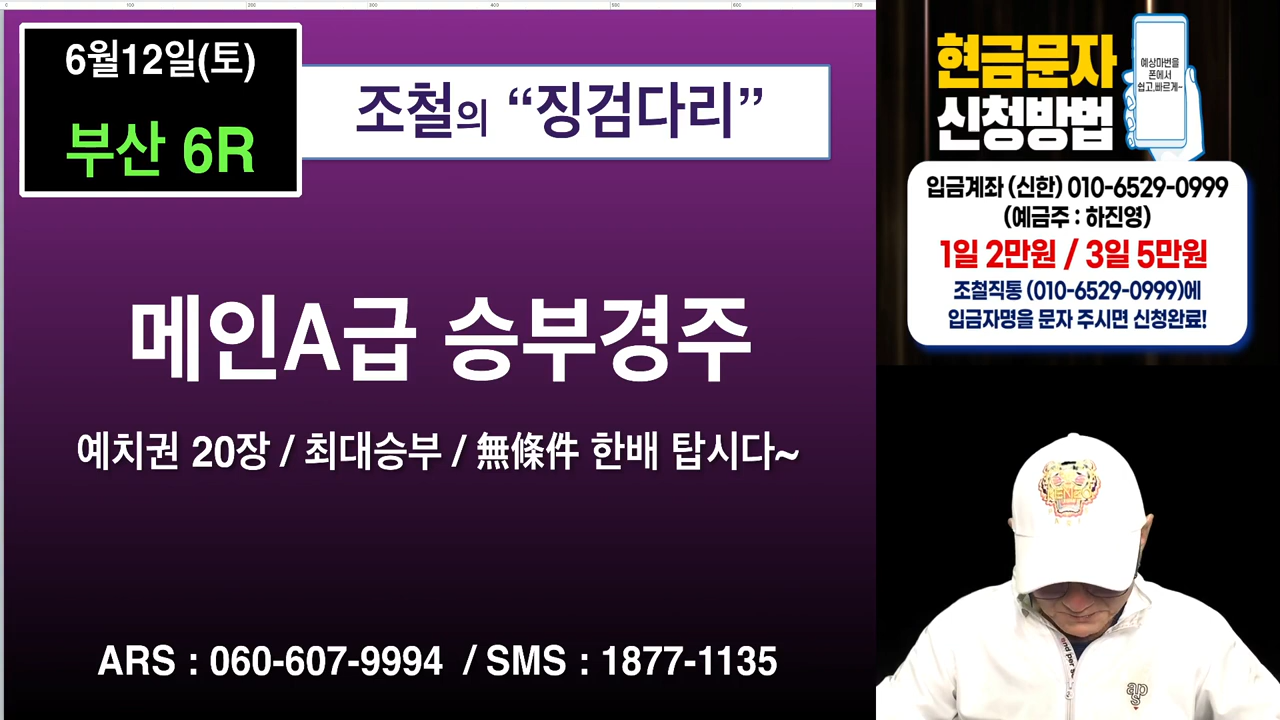 6월12일(토)
부산 6R
조철의 “징검다리”
메인A급 승부경주
예치권 20장 / 최대승부 / 無條件 한배 탑시다~
ARS : 060-607-9994 / SMS : 1877-1135
현금문자
신청방법
예상마번을
폰에서
쉽고,빠르게~
입금계좌 (신한) 010-6529-0999
(예금주 : 하진영)
1일 2만원 / 3일 5만원
조철직통 (010-6529-0999)에
입금자명을 문자 주시면 신청완료!
KENZO